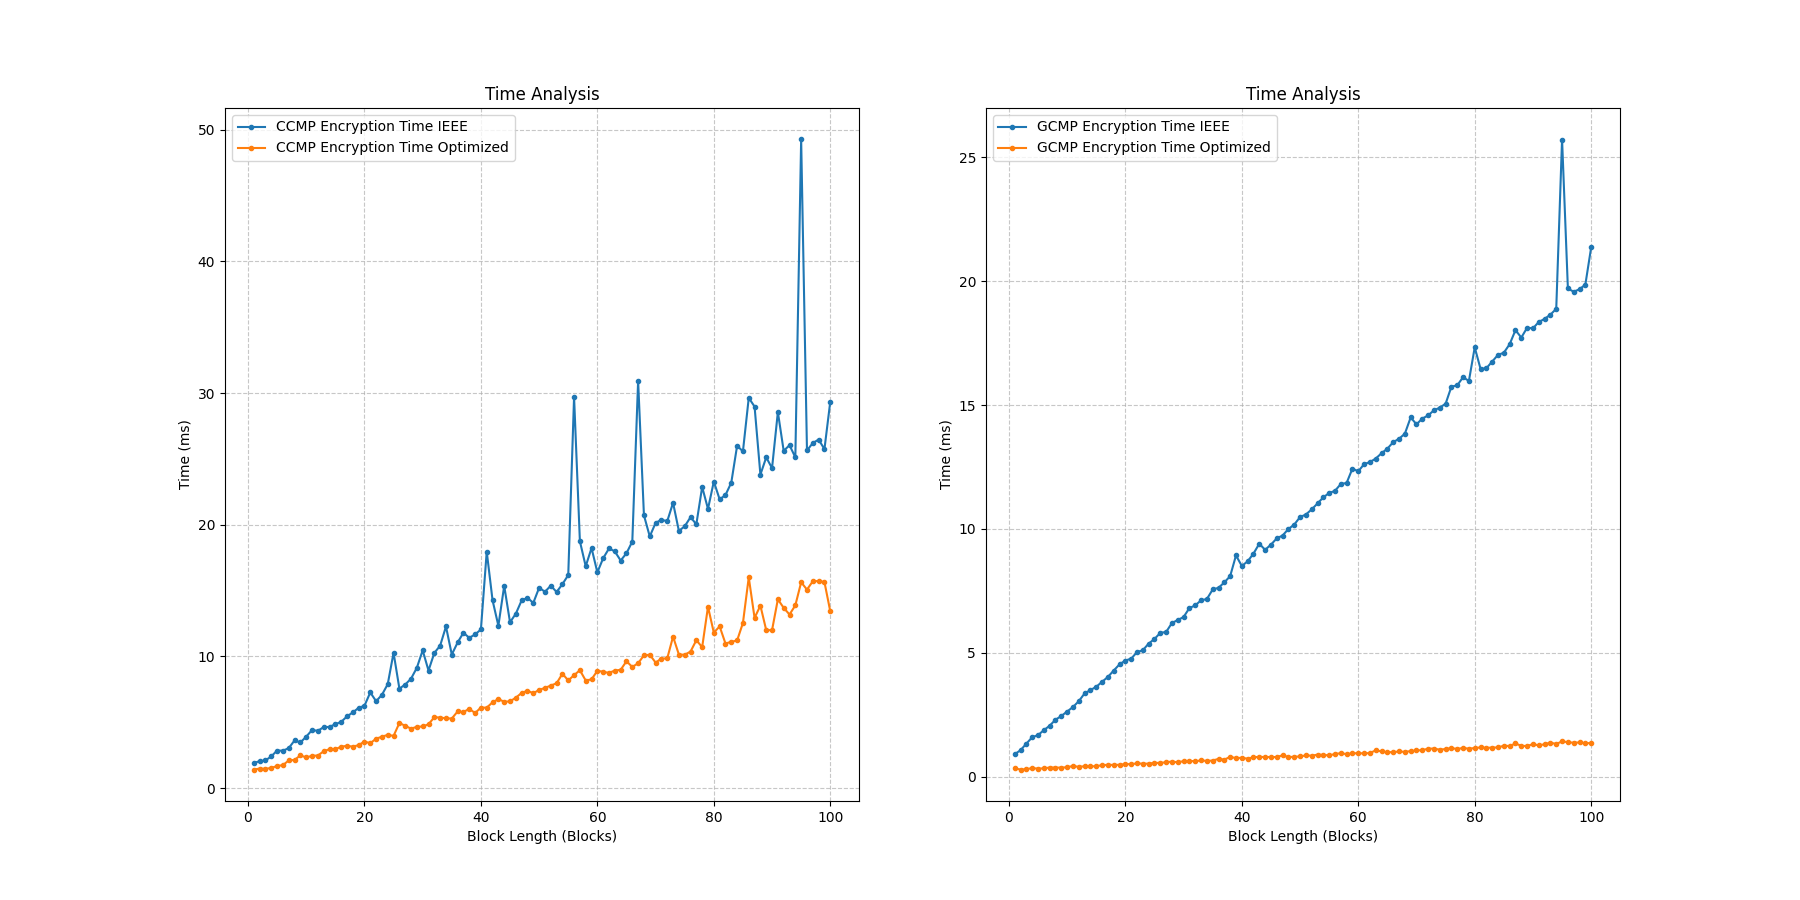 Time Analysis
CCMP Encryption Time IEEE
CCMP Encryption Time Optimized
50
40
30
20
10
0
Time (ms)
0 20 40 60 80 100
Block Length (Blocks)
Time Analysis
GCMP Encryption Time IEEE
GCMP Encryption Time Optimized
25
20
15
10
5
0
Time (ms)
0 20 40 60 80 100
Block Length (Blocks)